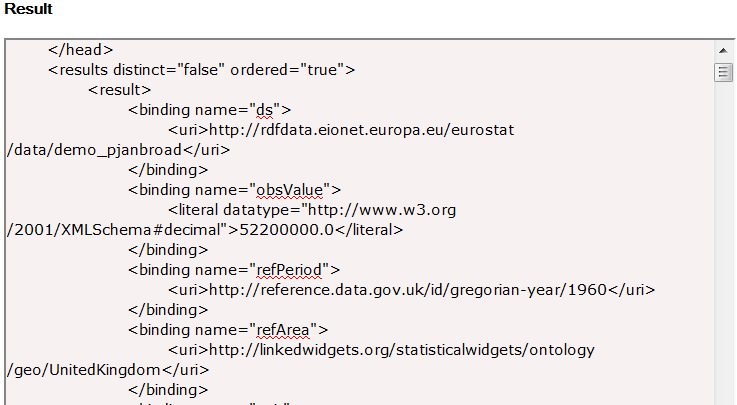 Result
</head>
<results distinct="false" ordered="true">
<result>
<binding name="ds">
<uri>http://rdfdata.eionet.europa.eu/eurostat
/data/demo_pjanbroad</uri>
</binding>
<binding name="obsValue">
<literal datatype="http://www.w3.org
/2001/XMLSchema#decimal">52200000.0</literal>
</binding>
<binding name="refPeriod">
<uri>http://reference.data.gov.uk/id/gregorian-year/1960</uri>
</binding>
<binding name="refArea">
<uri>http://linkedwidgets.org/statisticalwidgets/ontology
/geo/UnitedKingdom</uri>
</binding>